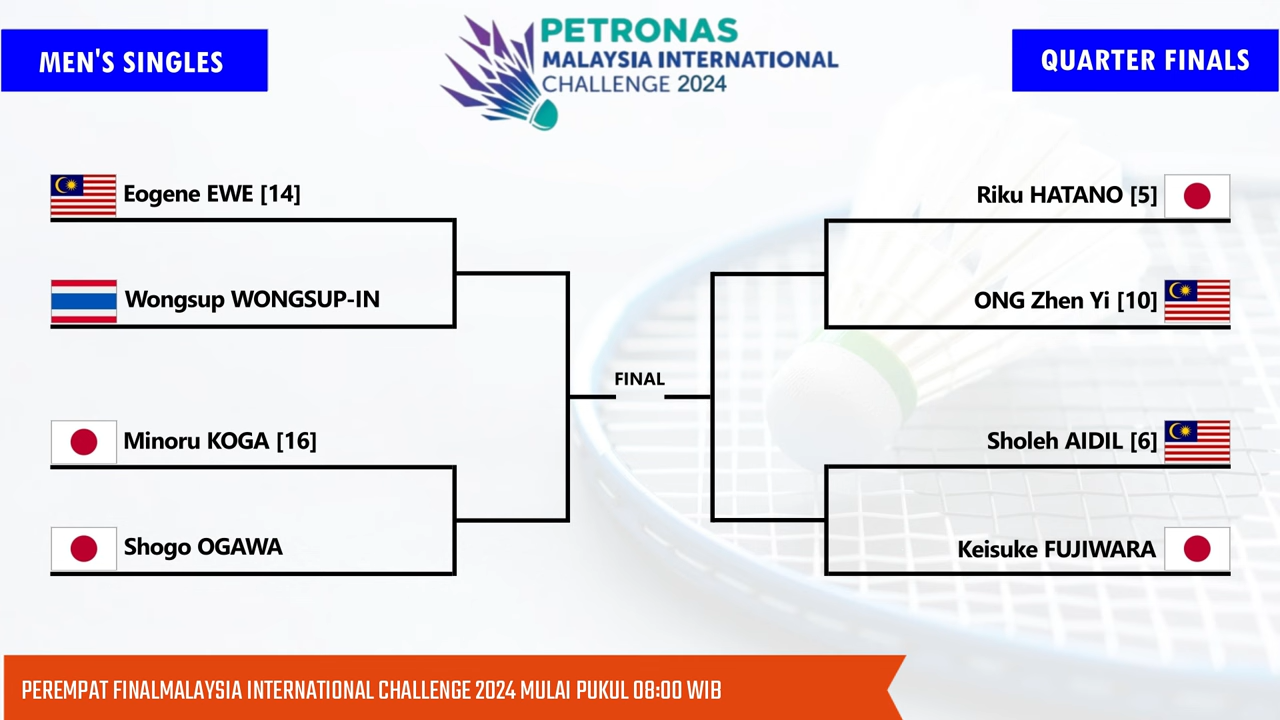 MEN'S SINGLES
PETRONAS
MALAYSIA INTERNATIONAL
CHALLENGE 2024
QUARTER FINALS
Eogene EWE [14]
Wongsup WONGSUP-IN
Minoru KOGA [16]
Shogo OGAWA
FINAL
Riku HATANO [5]
ONG Zhen Yi [10]
Sholeh AIDIL [6]
Keisuke FUJIWARA
PEREMPAT FINALMALAYSIA INTERNATIONAL CHALLENGE 2024 MULAI PUKUL 08:00 WIB